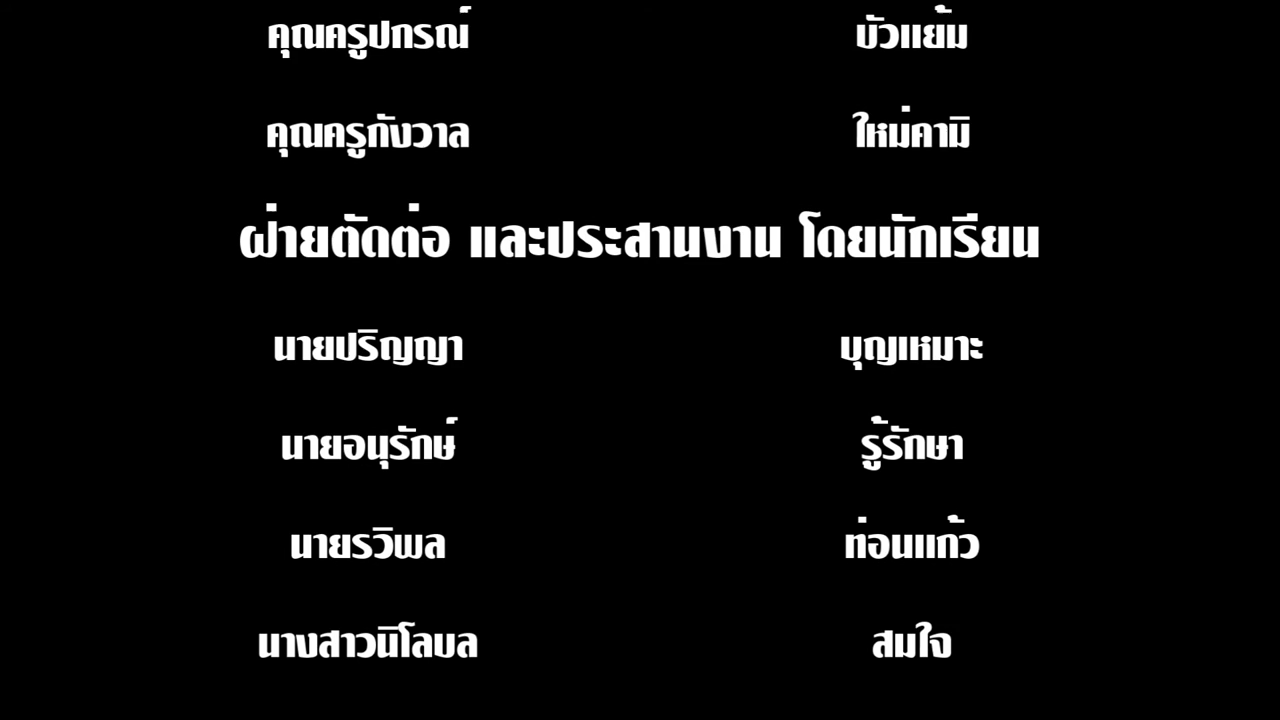 คุณครูปกรณ์ บัวแย้ม
คุณครูกังวาล ใหม่คามิ
ฝ่ายตัดต่อ และประสานงาน โดยนักเรียน
นายปริญญา บุญเหมาะ
นายอนุรักษ์ รู้รักษา
นายรวิพล ท่อนแก้ว
นางสาวนิโลบล สมใจ